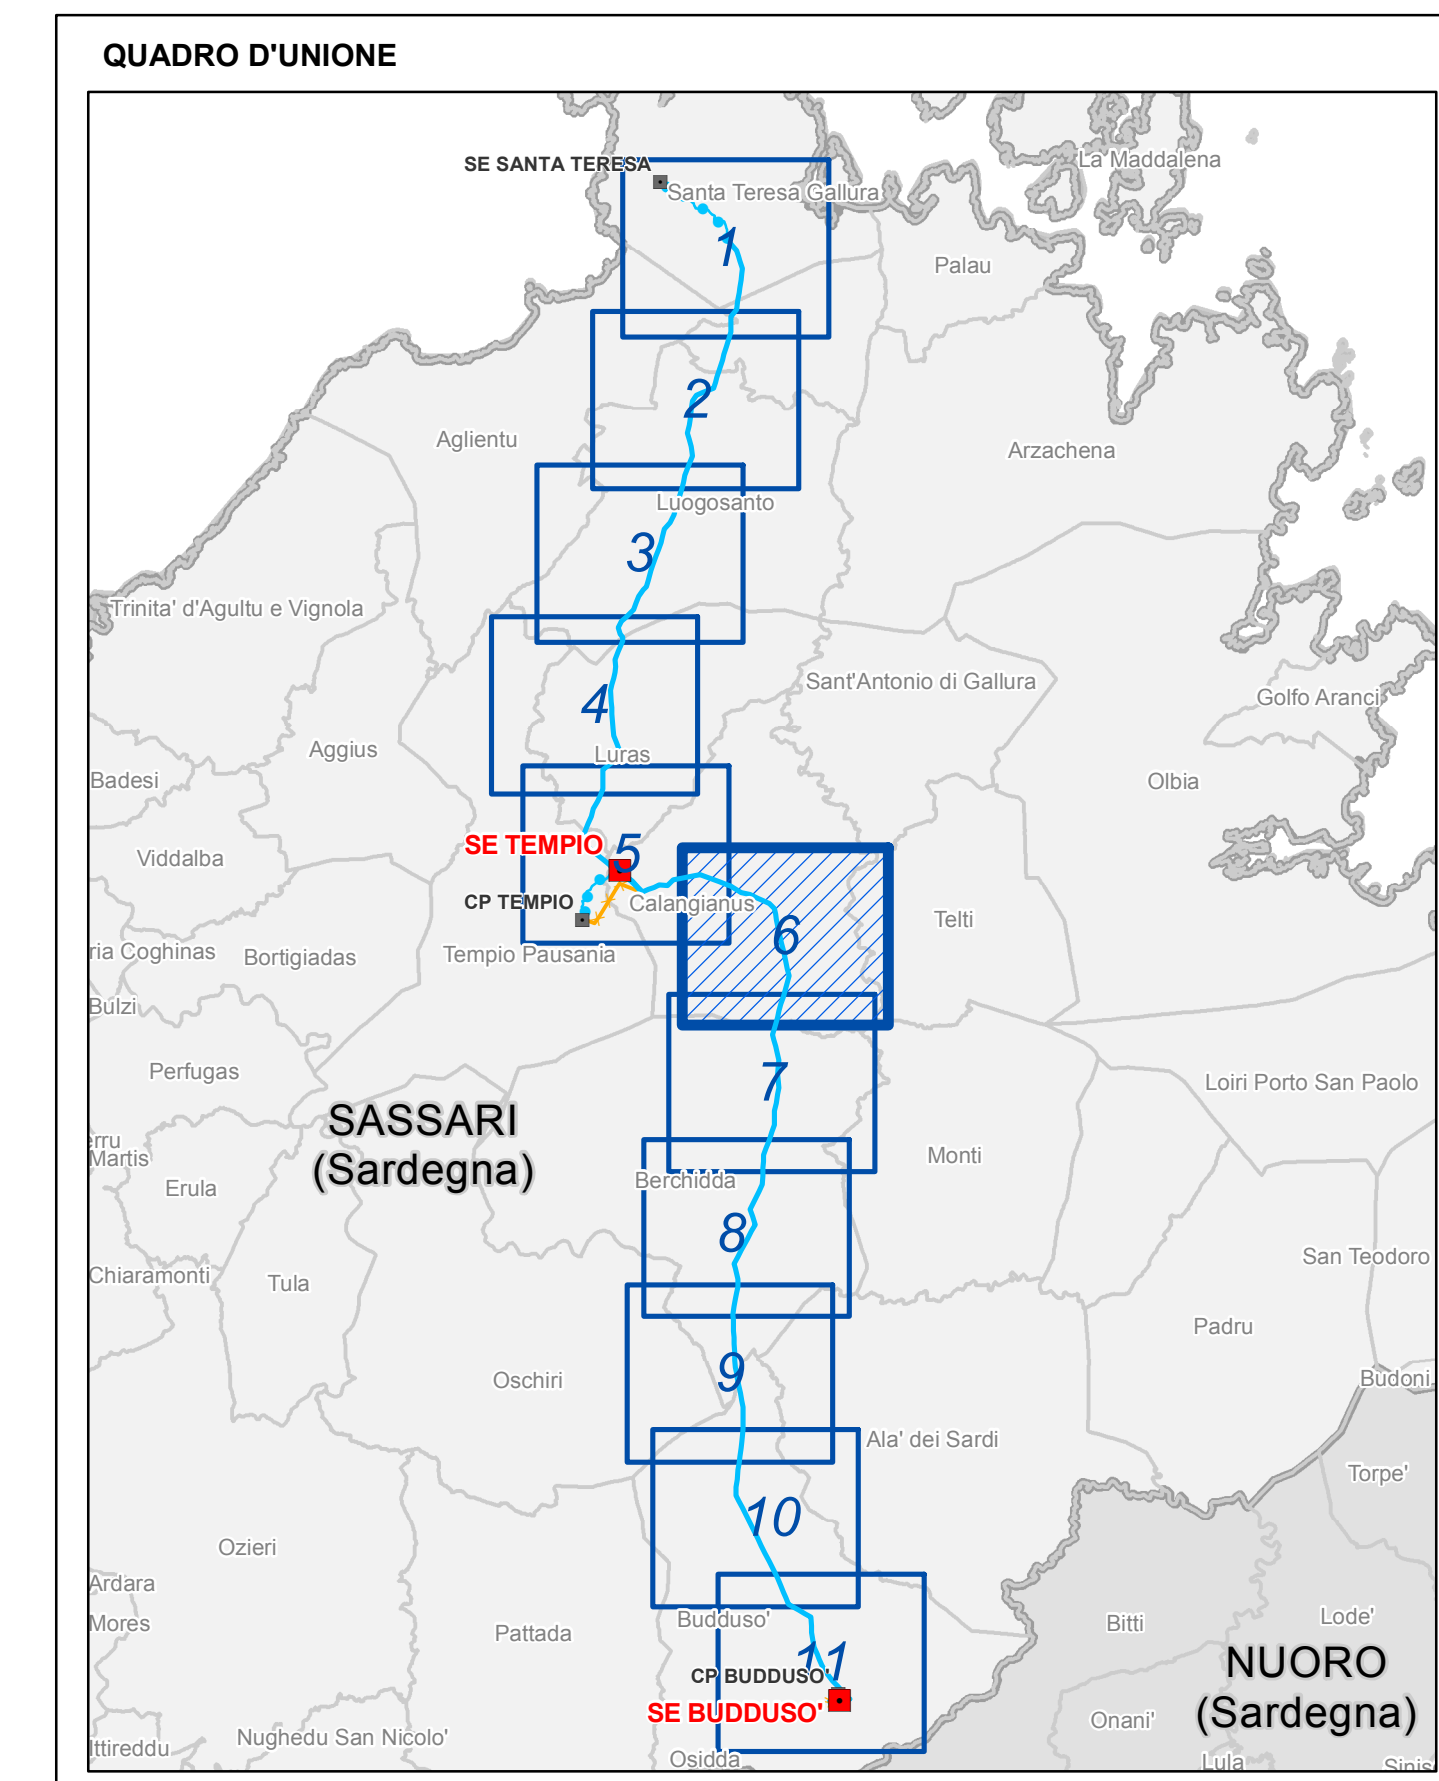 QUADRO D'UNIONE
La Maddalena
SE SANTA TERESA
Santa Teresa Gallura
1
Palau
2
Aglientu
Arzachena
Luogosanto
3
Trinita' d'Agultu e Vignola
Sant'Antonio di Gallura
Golfo Aranci
4
Aggius
Luras
Badesi
Olbia
SE TEMPIO
5
Viddalba
CP TEMPIO
Calangianus
Telti
6
ria Coghinas
Bortigiadas
Tempio Pausania
Bulzi
Perfugas
7
Loiri Porto San Paolo
SASSARI
(Sardegna)
erru
Martis
Monti
Erula
Berchidda
8
San Teodoro
Chiaramonti
Tula
Padru
9
Oschiri
Budoni
Ala' dei Sardi
Torpe'
10
Ozieri
Ardara
Mores
Budduso'
Bitti
Lode'
Pattada
11
NUORO
(Sardegna)
CP BUDDUSO'
SE BUDDUSO'
Onani'
Nughedu San Nicolo'
Ittireddu
Osidda
Lula
Sinis